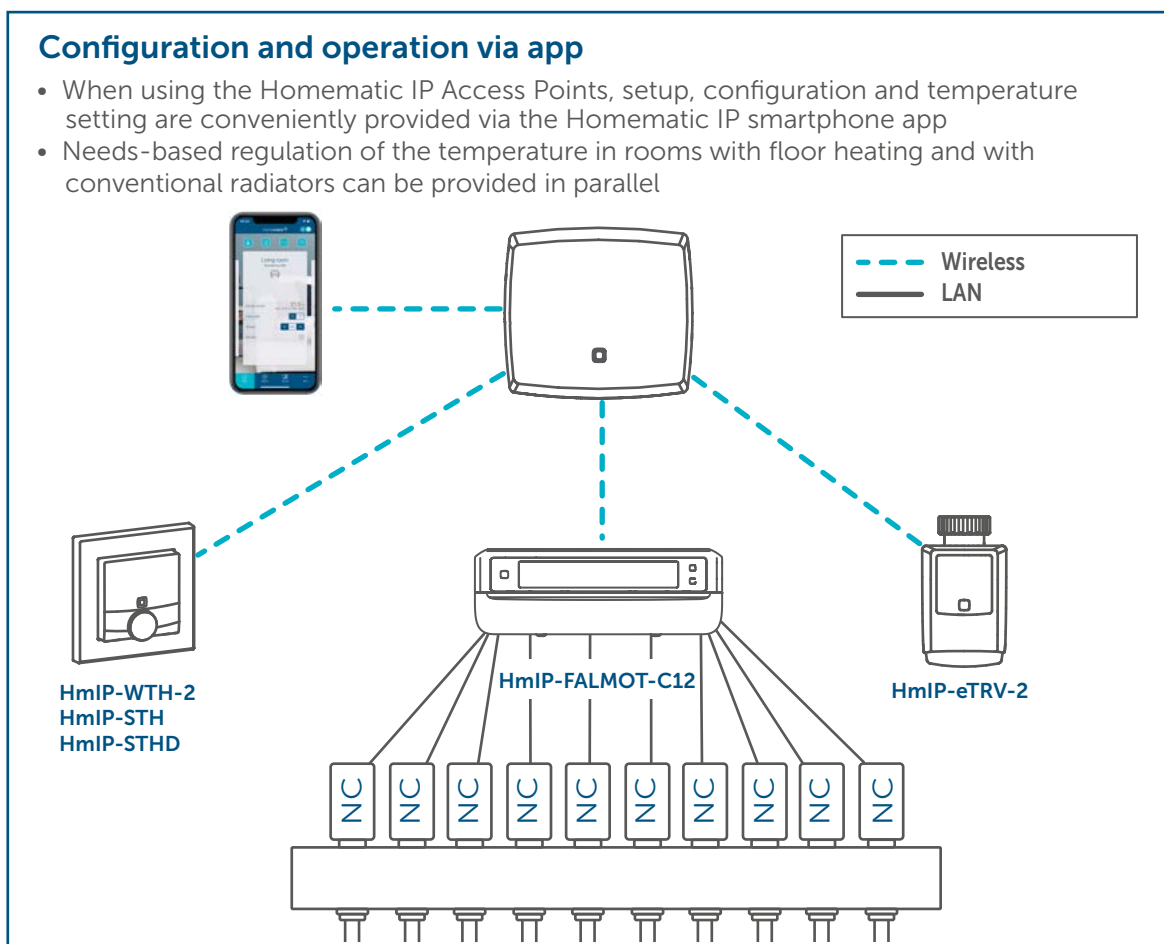 Configuration and operation via app
• When using the Homematic IP Access Points, setup, configuration and temperature
setting are conveniently provided via the Homematic IP smartphone app
• Needs-based regulation of the temperature in rooms with floor heating and with
conventional radiators can be provided in parallel
Living room
Wireless
LAN
HmIP-WTH-2
HmIP-STH
HmIP-STHD
HmIP-FALMOT-C12
HmIP-eTRV-2
NC NC NC NC NC NC NC NC NC NC